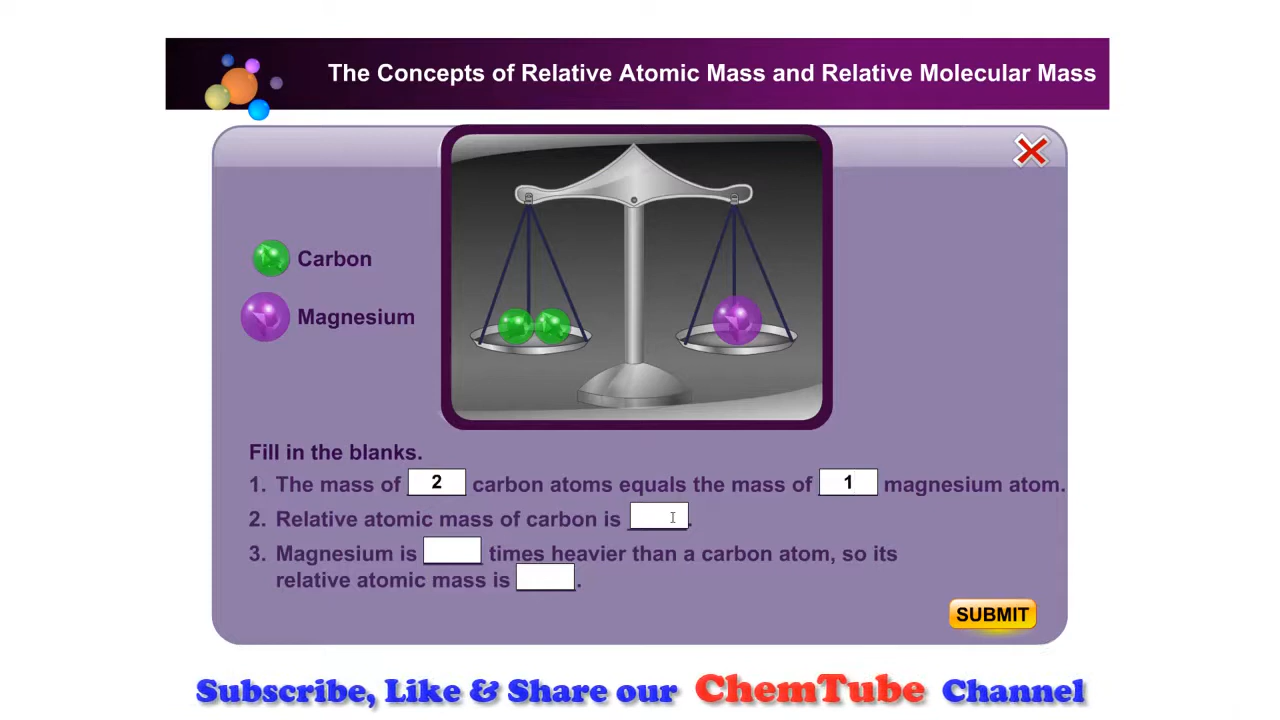 The Concepts of Relative Atomic Mass and Relative Molecular Mass
Carbon
Magnesium
Fill in the blanks.
1. The mass of 2 carbon atoms equals the mass of 1 magnesium atom.
2. Relative atomic mass of carbon is .
3. Magnesium is times heavier than a carbon atom, so its
relative atomic mass is .
SUBMIT
Subscribe, Like & Share our ChemTube Channel